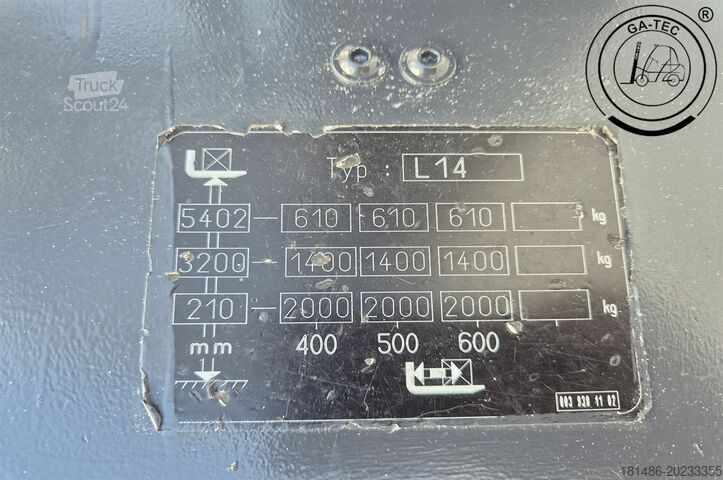 GA-TEC
®
Truck
Scout24
Typ : L14
5402 610 610 610 kg
3200 1400 1400 1400 kg
210 2000 2000 2000 kg
mm 400 500 600
003 930 11 02
181486-20233355